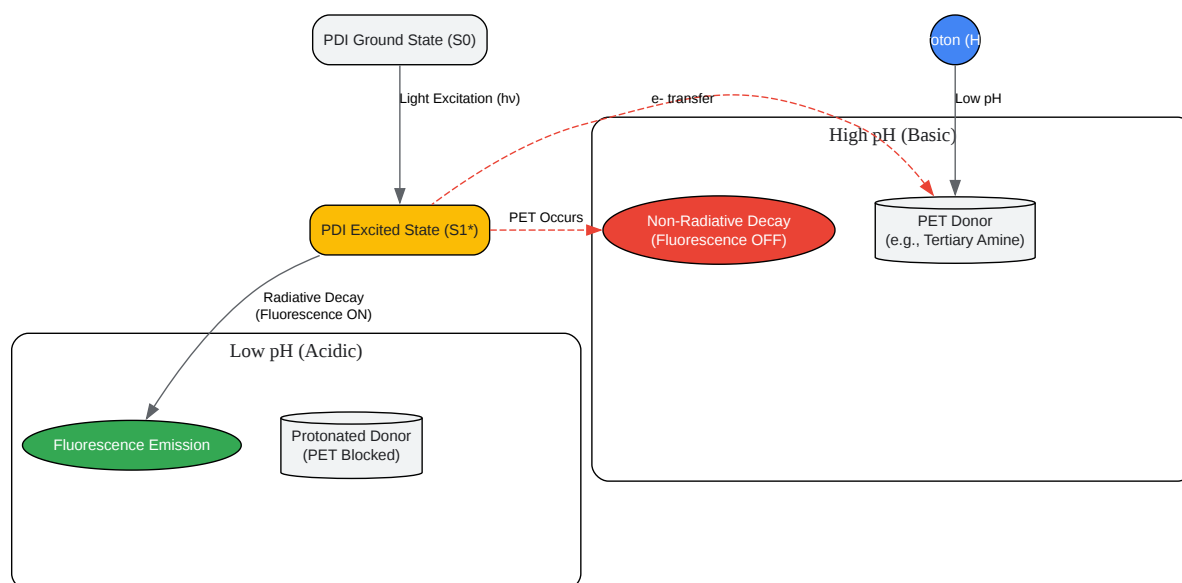 PDI Ground State (S0)
oton (H
Light Excitation (hν)
e- transfer
Low pH
High pH (Basic)
PDI Excited State (S1*)
PET Occurs
Non-Radiative Decay
(Fluorescence OFF)
PET Donor
(e.g., Tertiary Amine)
Radiative Decay
(Fluorescence ON)
Low pH (Acidic)
Fluorescence Emission
Protonated Donor
(PET Blocked)